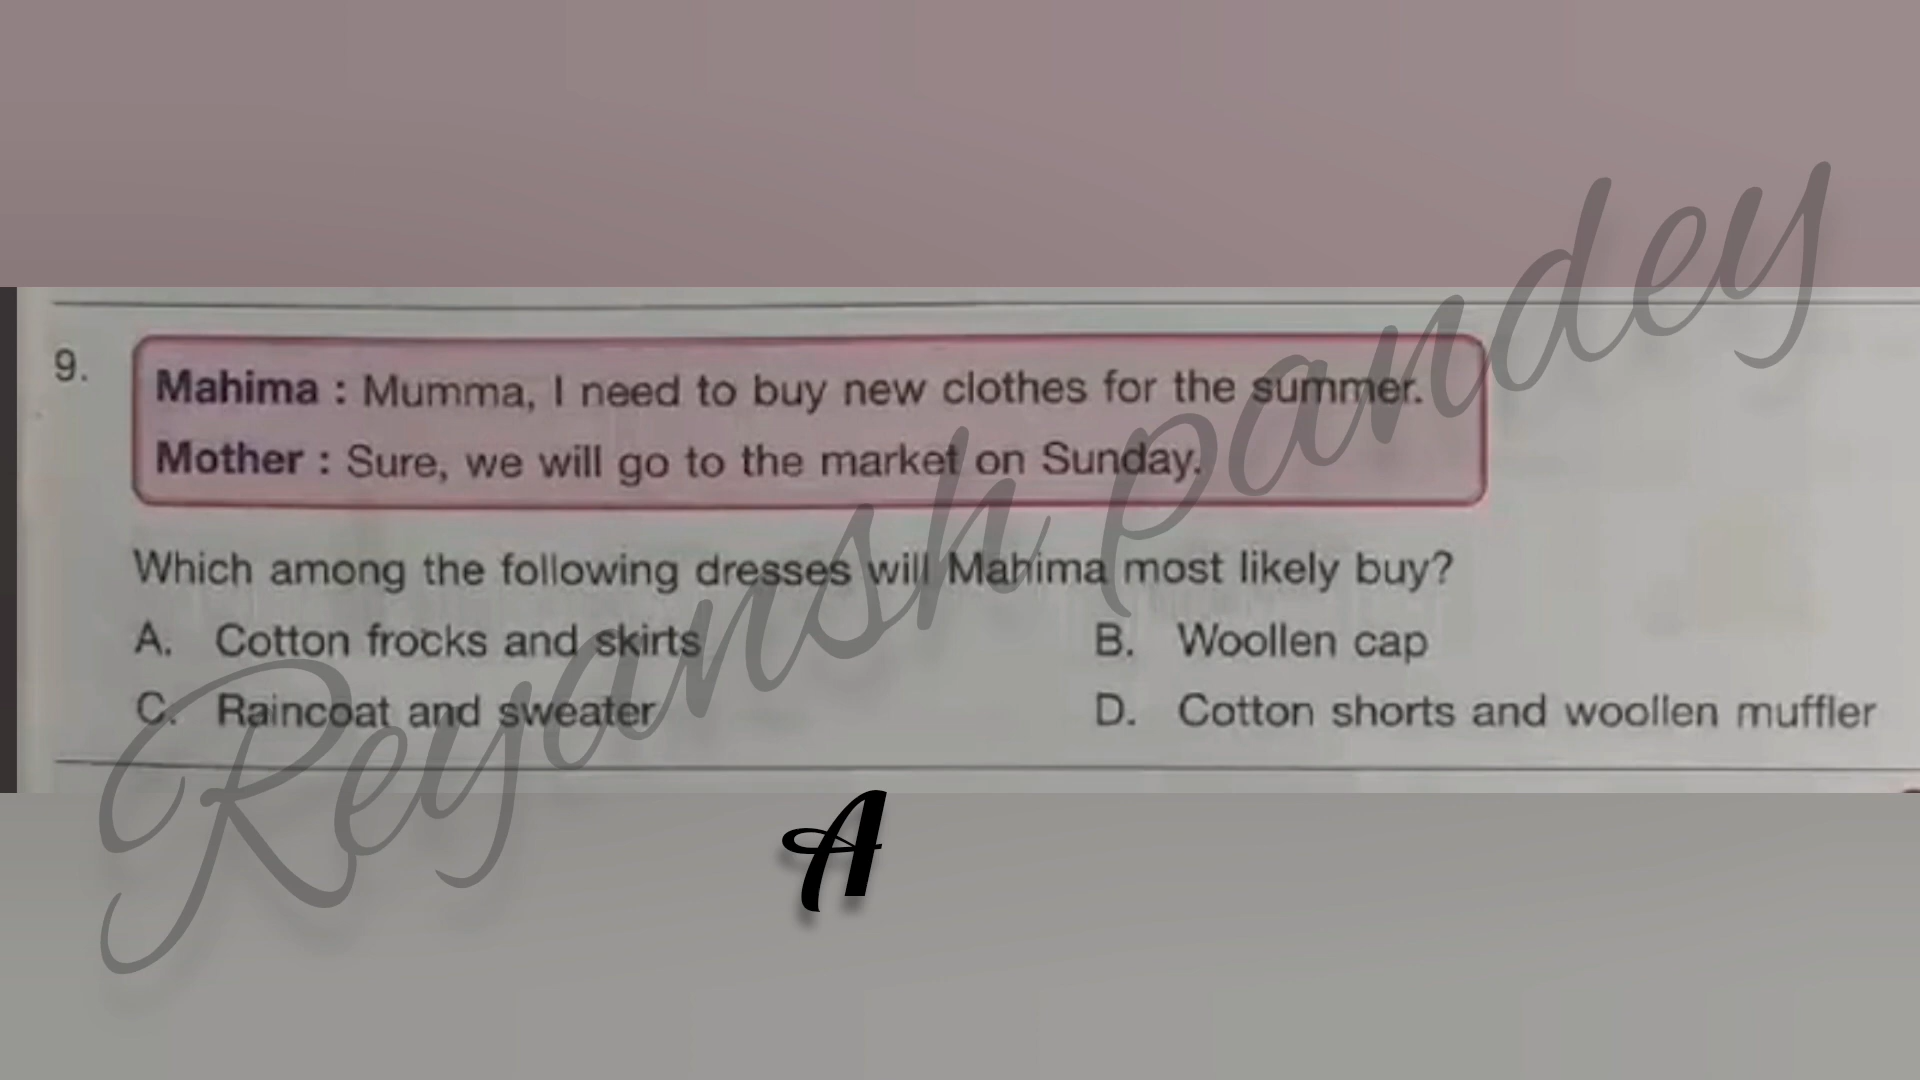 9.
Mahima : Mumma, I need to buy new clothes for the summer.
Mother : Sure, we will go to the market on Sunday.
Which among the following dresses will Mahima most likely buy?
A. Cotton frocks and skirts
B. Woollen cap
C. Raincoat and sweater
D. Cotton shorts and woollen muffler
Reyansh pandey
A